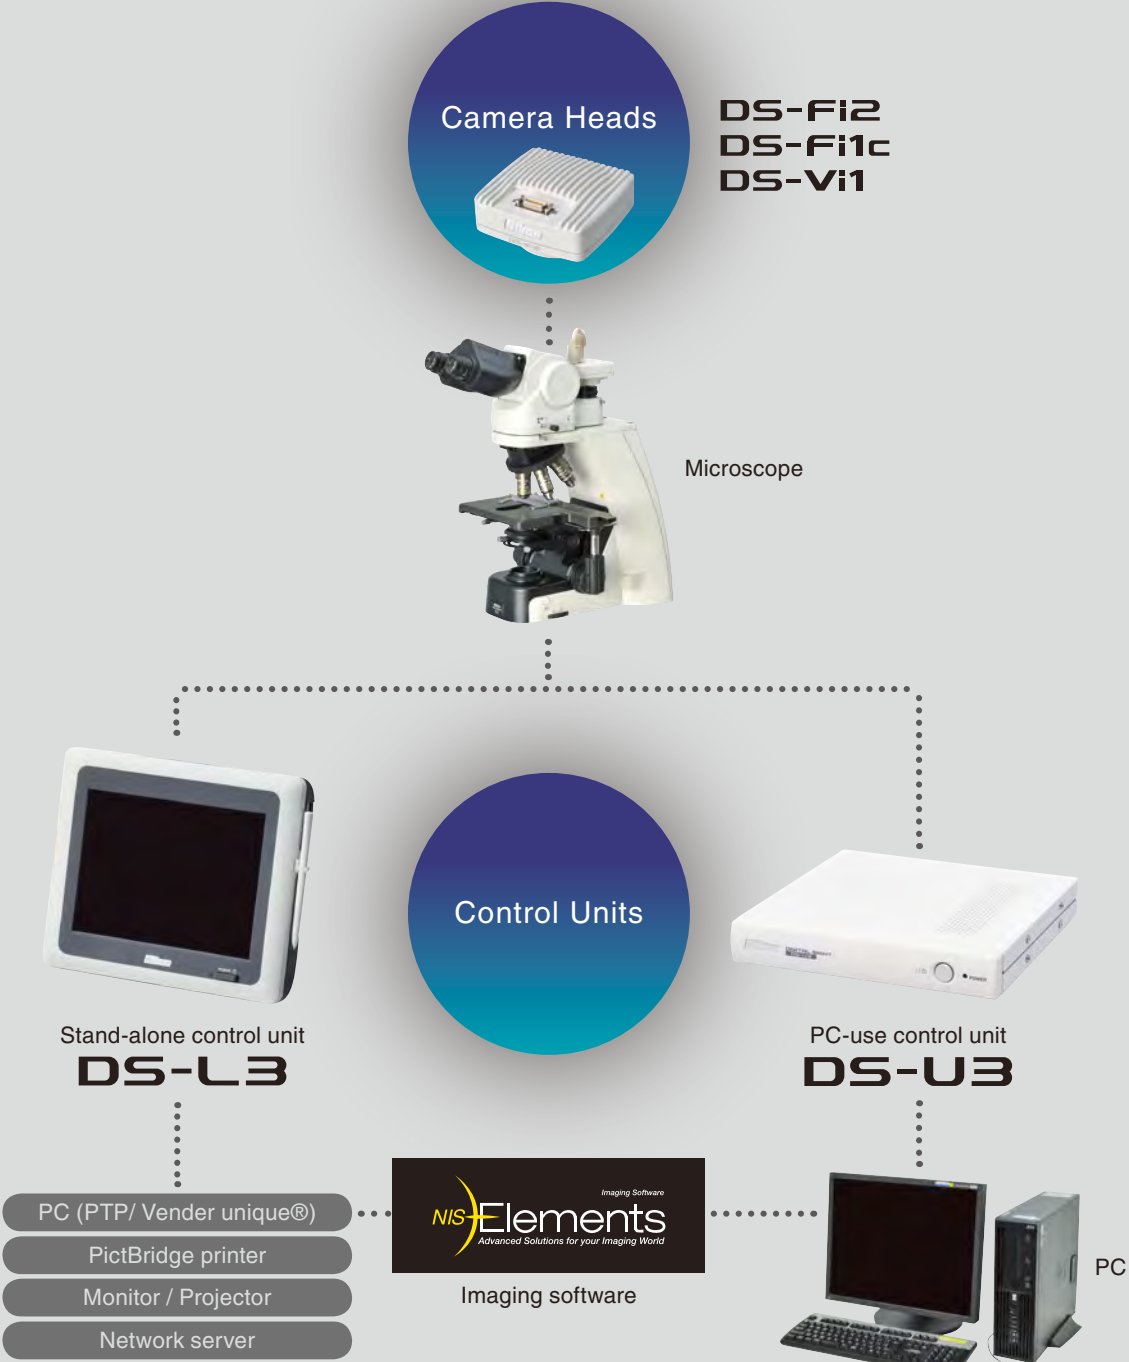 Camera Heads
DS-Fi2
DS-Fi1c
DS-Vi1
Nikon
Microscope
Control Units
Stand-alone control unit
DS-L3
PC-use control unit
DS-U3
POWER
PC (PTP/ Vender unique®)
PictBridge printer
Monitor / Projector
Network server
Imaging Software
NIS Elements
Advanced Solutions for your Imaging World
Imaging software
PC